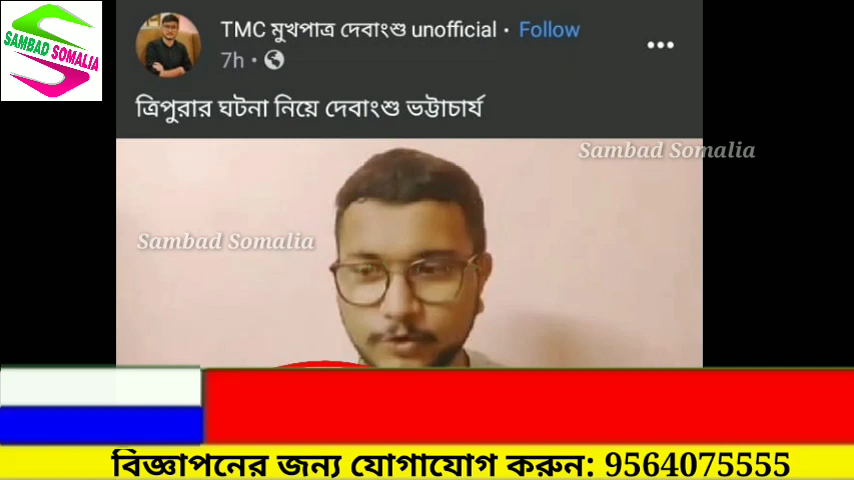 SAMBAD SOMALIA
TMC মুখপাত্র দেবাংশু unofficial · Follow
7h ·
ত্রিপুরার ঘটনা নিয়ে দেবাংশু ভট্টাচার্য
Sambad Somalia
Sambad Somalia
বিজ্ঞাপনের জন্য যোগাযোগ করুন: 9564075555